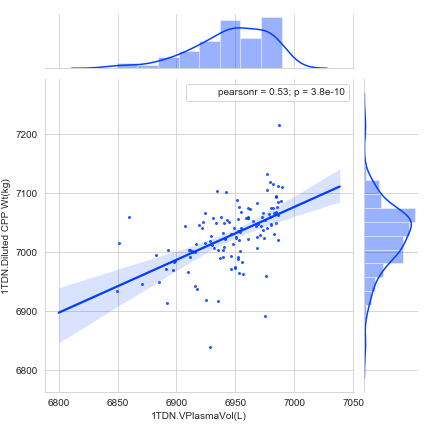 pearsonr = 0.53; p = 3.8e-10
7200
7100
7000
6900
6800
1TDN.Diluted CPP Wt(kg)
6800 6850 6900 6950 7000 7050
1TDN.VPlasmaVol(L)